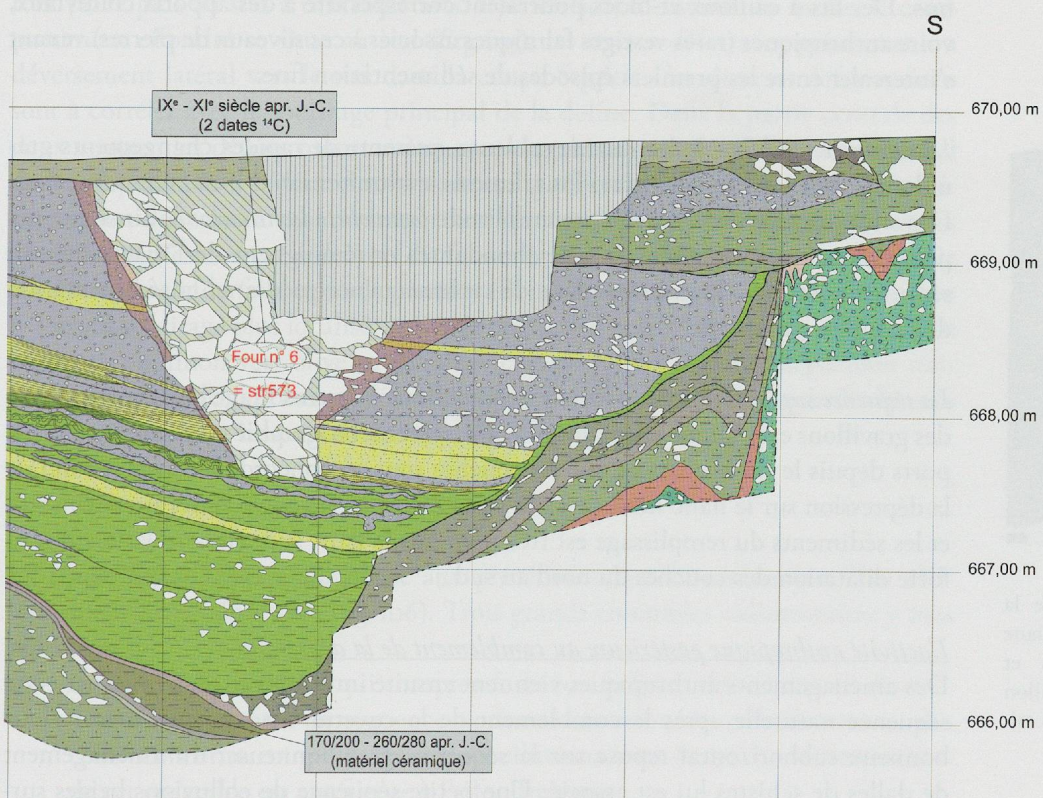 S
670,00 m
IXᵉ - XIᵉ siècle apr. J.-C.
(2 dates ¹⁴C)
669,00 m
Four n° 6
= str573
668,00 m
667,00 m
666,00 m
170/200 - 260/280 apr. J.-C.
(matériel céramique)